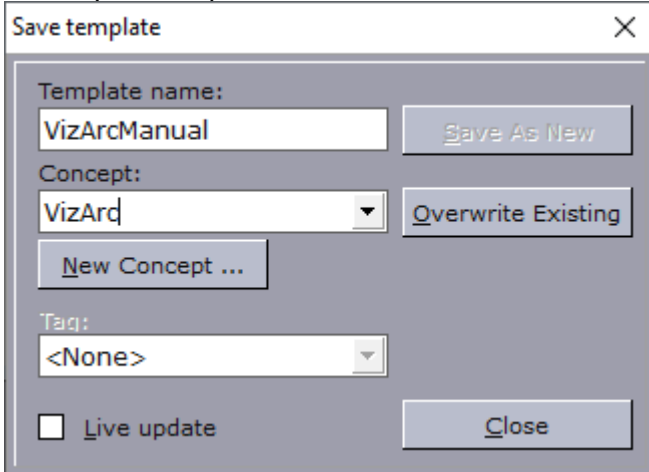 Save template
Template name:
VizArcManual
Save As New
Concept:
VizArc
Overwrite Existing
New Concept ...
Tag:
<None>
Live update
Close